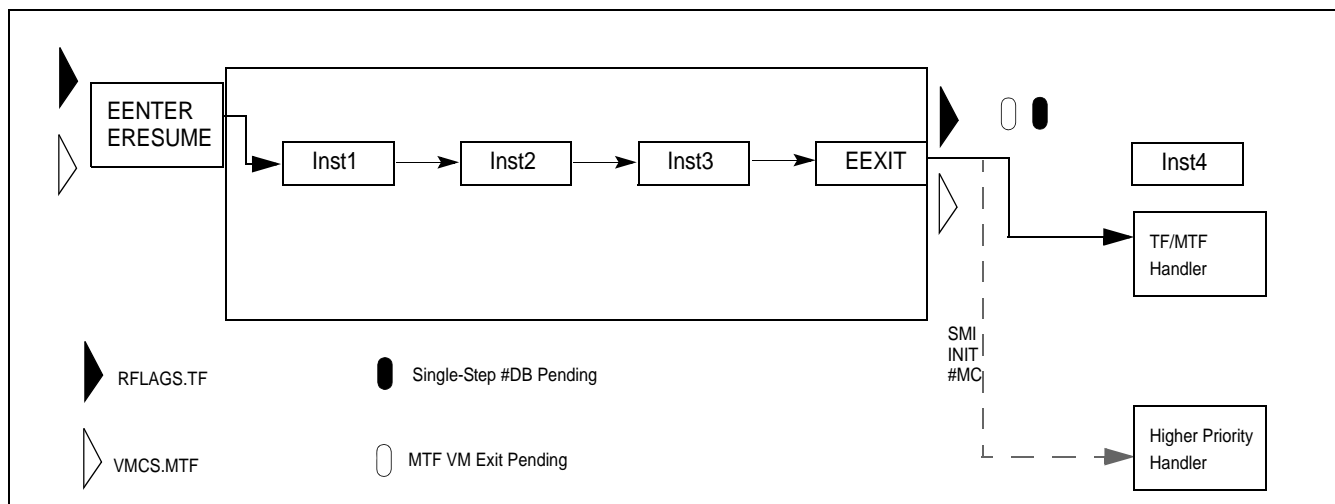 EENTER
ERESUME
Inst1
Inst2
Inst3
EEXIT
Inst4
TF/MTF
Handler
SMI
INIT
#MC
RFLAGS.TF
Single-Step #DB Pending
VMCS.MTF
MTF VM Exit Pending
Higher Priority
Handler